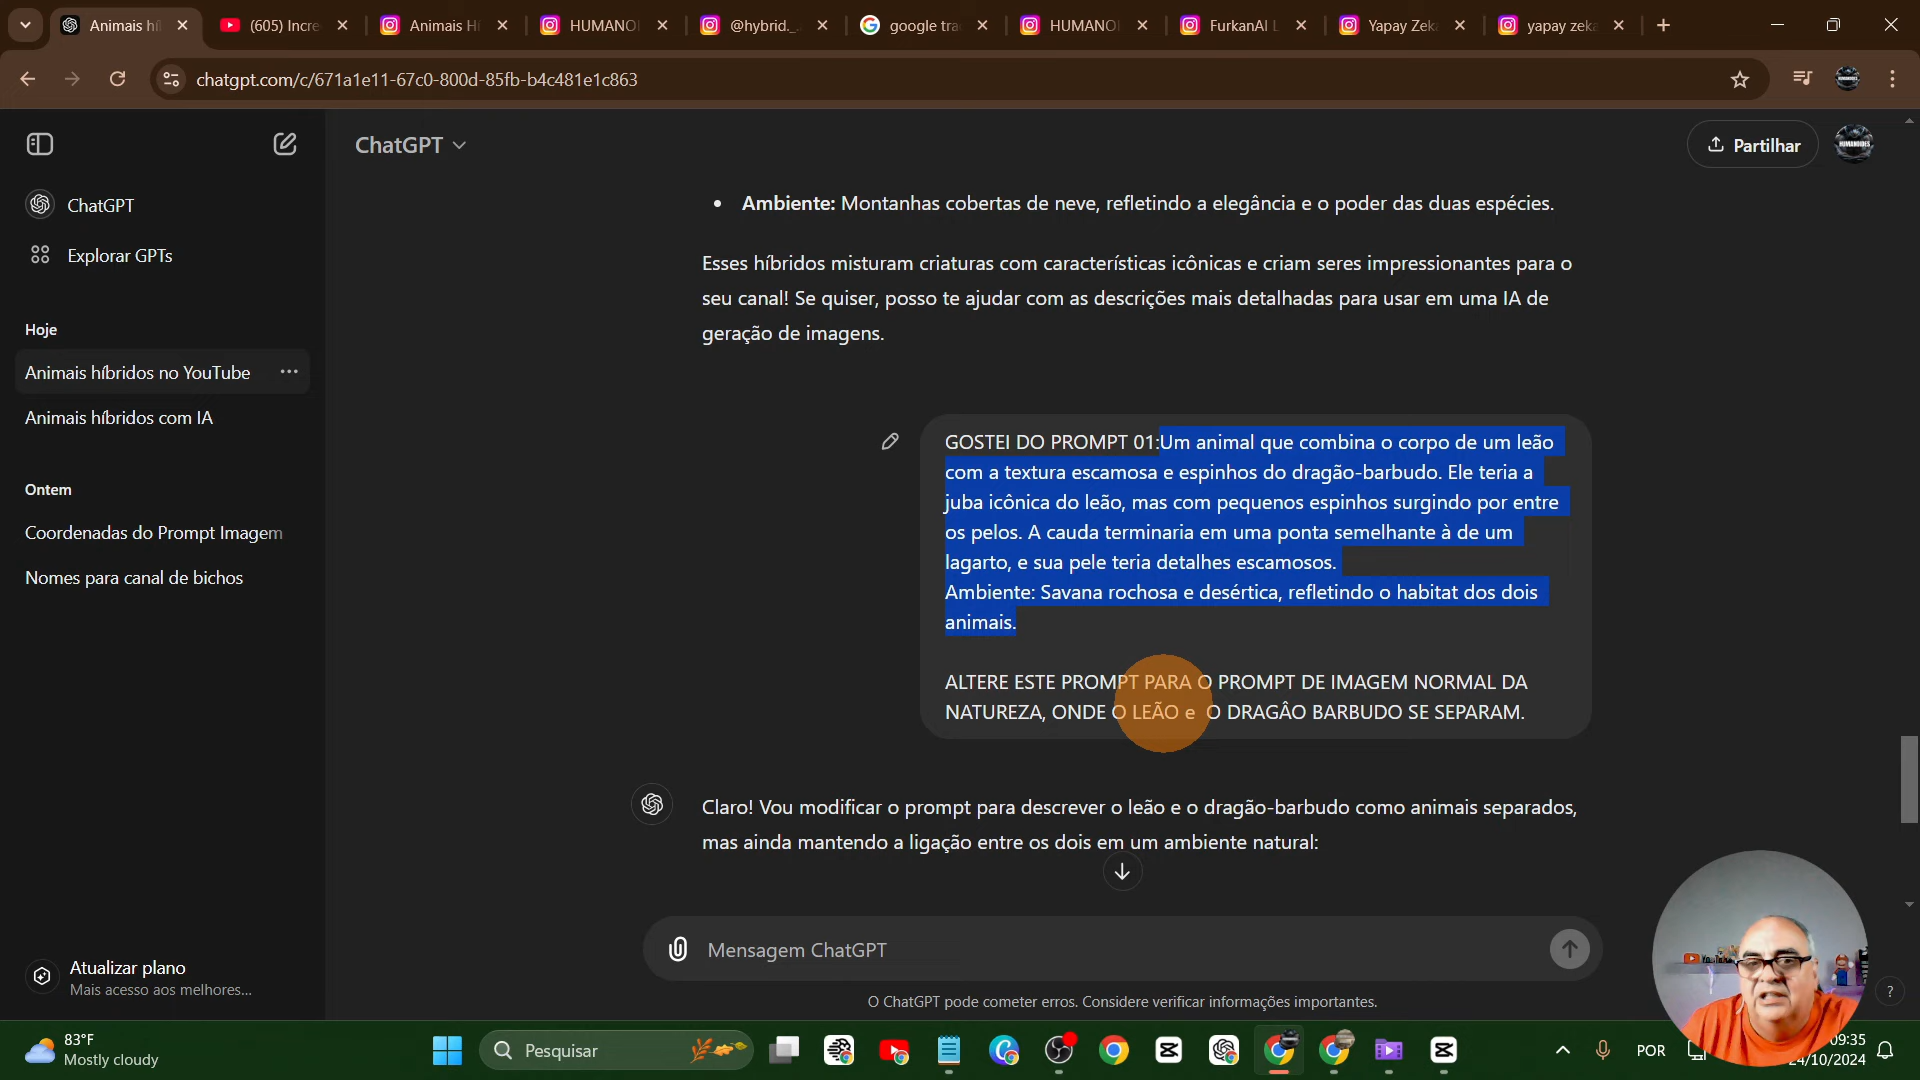 Animais hí
(605) Incre
Animais H
HUMANO
@hybrid._
google tra
HUMANO
FurkanAI L
Yapay Zek
yapay zeka
chatgpt.com/c/671a1e11-67c0-800d-85fb-b4c481e1c863
ChatGPT
Partilhar
HUMANOIDES
ChatGPT
Explorar GPTs
Hoje
Animais híbridos no YouTube
Animais híbridos com IA
Ontem
Coordenadas do Prompt Imagem
Nomes para canal de bichos
Atualizar plano
Mais acesso aos melhores...
• Ambiente: Montanhas cobertas de neve, refletindo a elegância e o poder das duas espécies.
Esses híbridos misturam criaturas com características icônicas e criam seres impressionantes para o
seu canal! Se quiser, posso te ajudar com as descrições mais detalhadas para usar em uma IA de
geração de imagens.
GOSTEI DO PROMPT 01:Um animal que combina o corpo de um leão
com a textura escamosa e espinhos do dragão-barbudo. Ele teria a
juba icônica do leão, mas com pequenos espinhos surgindo por entre
os pelos. A cauda terminaria em uma ponta semelhante à de um
lagarto, e sua pele teria detalhes escamosos.
Ambiente: Savana rochosa e desértica, refletindo o habitat dos dois
animais.
ALTERE ESTE PROMPT PARA O PROMPT DE IMAGEM NORMAL DA
NATUREZA, ONDE O LEÃO e O DRAGÂO BARBUDO SE SEPARAM.
Claro! Vou modificar o prompt para descrever o leão e o dragão-barbudo como animais separados,
mas ainda mantendo a ligação entre os dois em um ambiente natural:
Mensagem ChatGPT
O ChatGPT pode cometer erros. Considere verificar informações importantes.
?
83°F
Mostly cloudy
Pesquisar
POR
09:35
24/10/2024